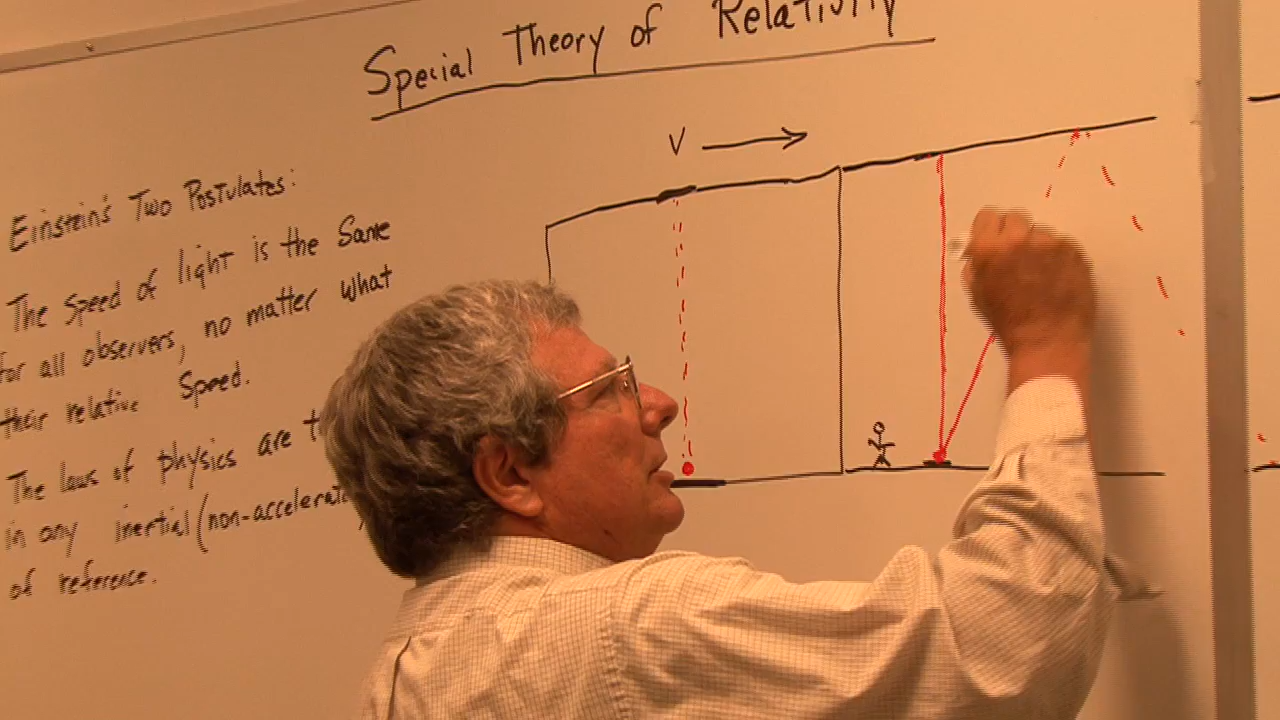 Special Theory of Relativity
V
Einstein's Two Postulates:
The speed of light is the Same
for all observers, no matter what
their relative Speed.
The laws of physics are
in any inertial (non-accelerati
of reference.